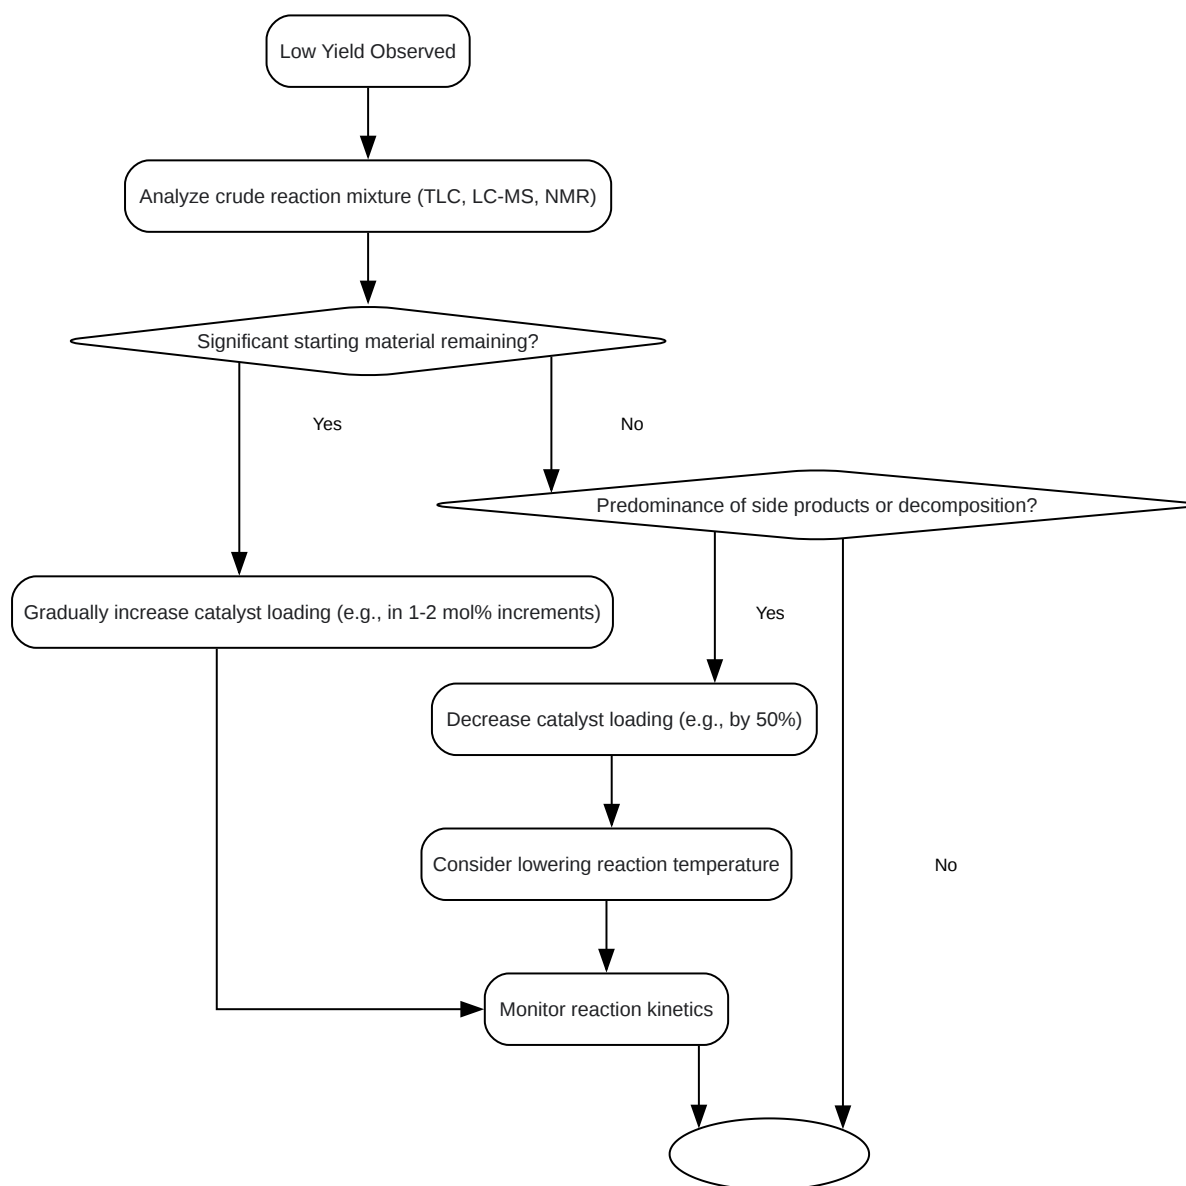 Low Yield Observed
Analyze crude reaction mixture (TLC, LC-MS, NMR)
Significant starting material remaining?
Yes
No
Predominance of side products or decomposition?
Gradually increase catalyst loading (e.g., in 1-2 mol% increments)
Yes
Decrease catalyst loading (e.g., by 50%)
Consider lowering reaction temperature
No
Monitor reaction kinetics